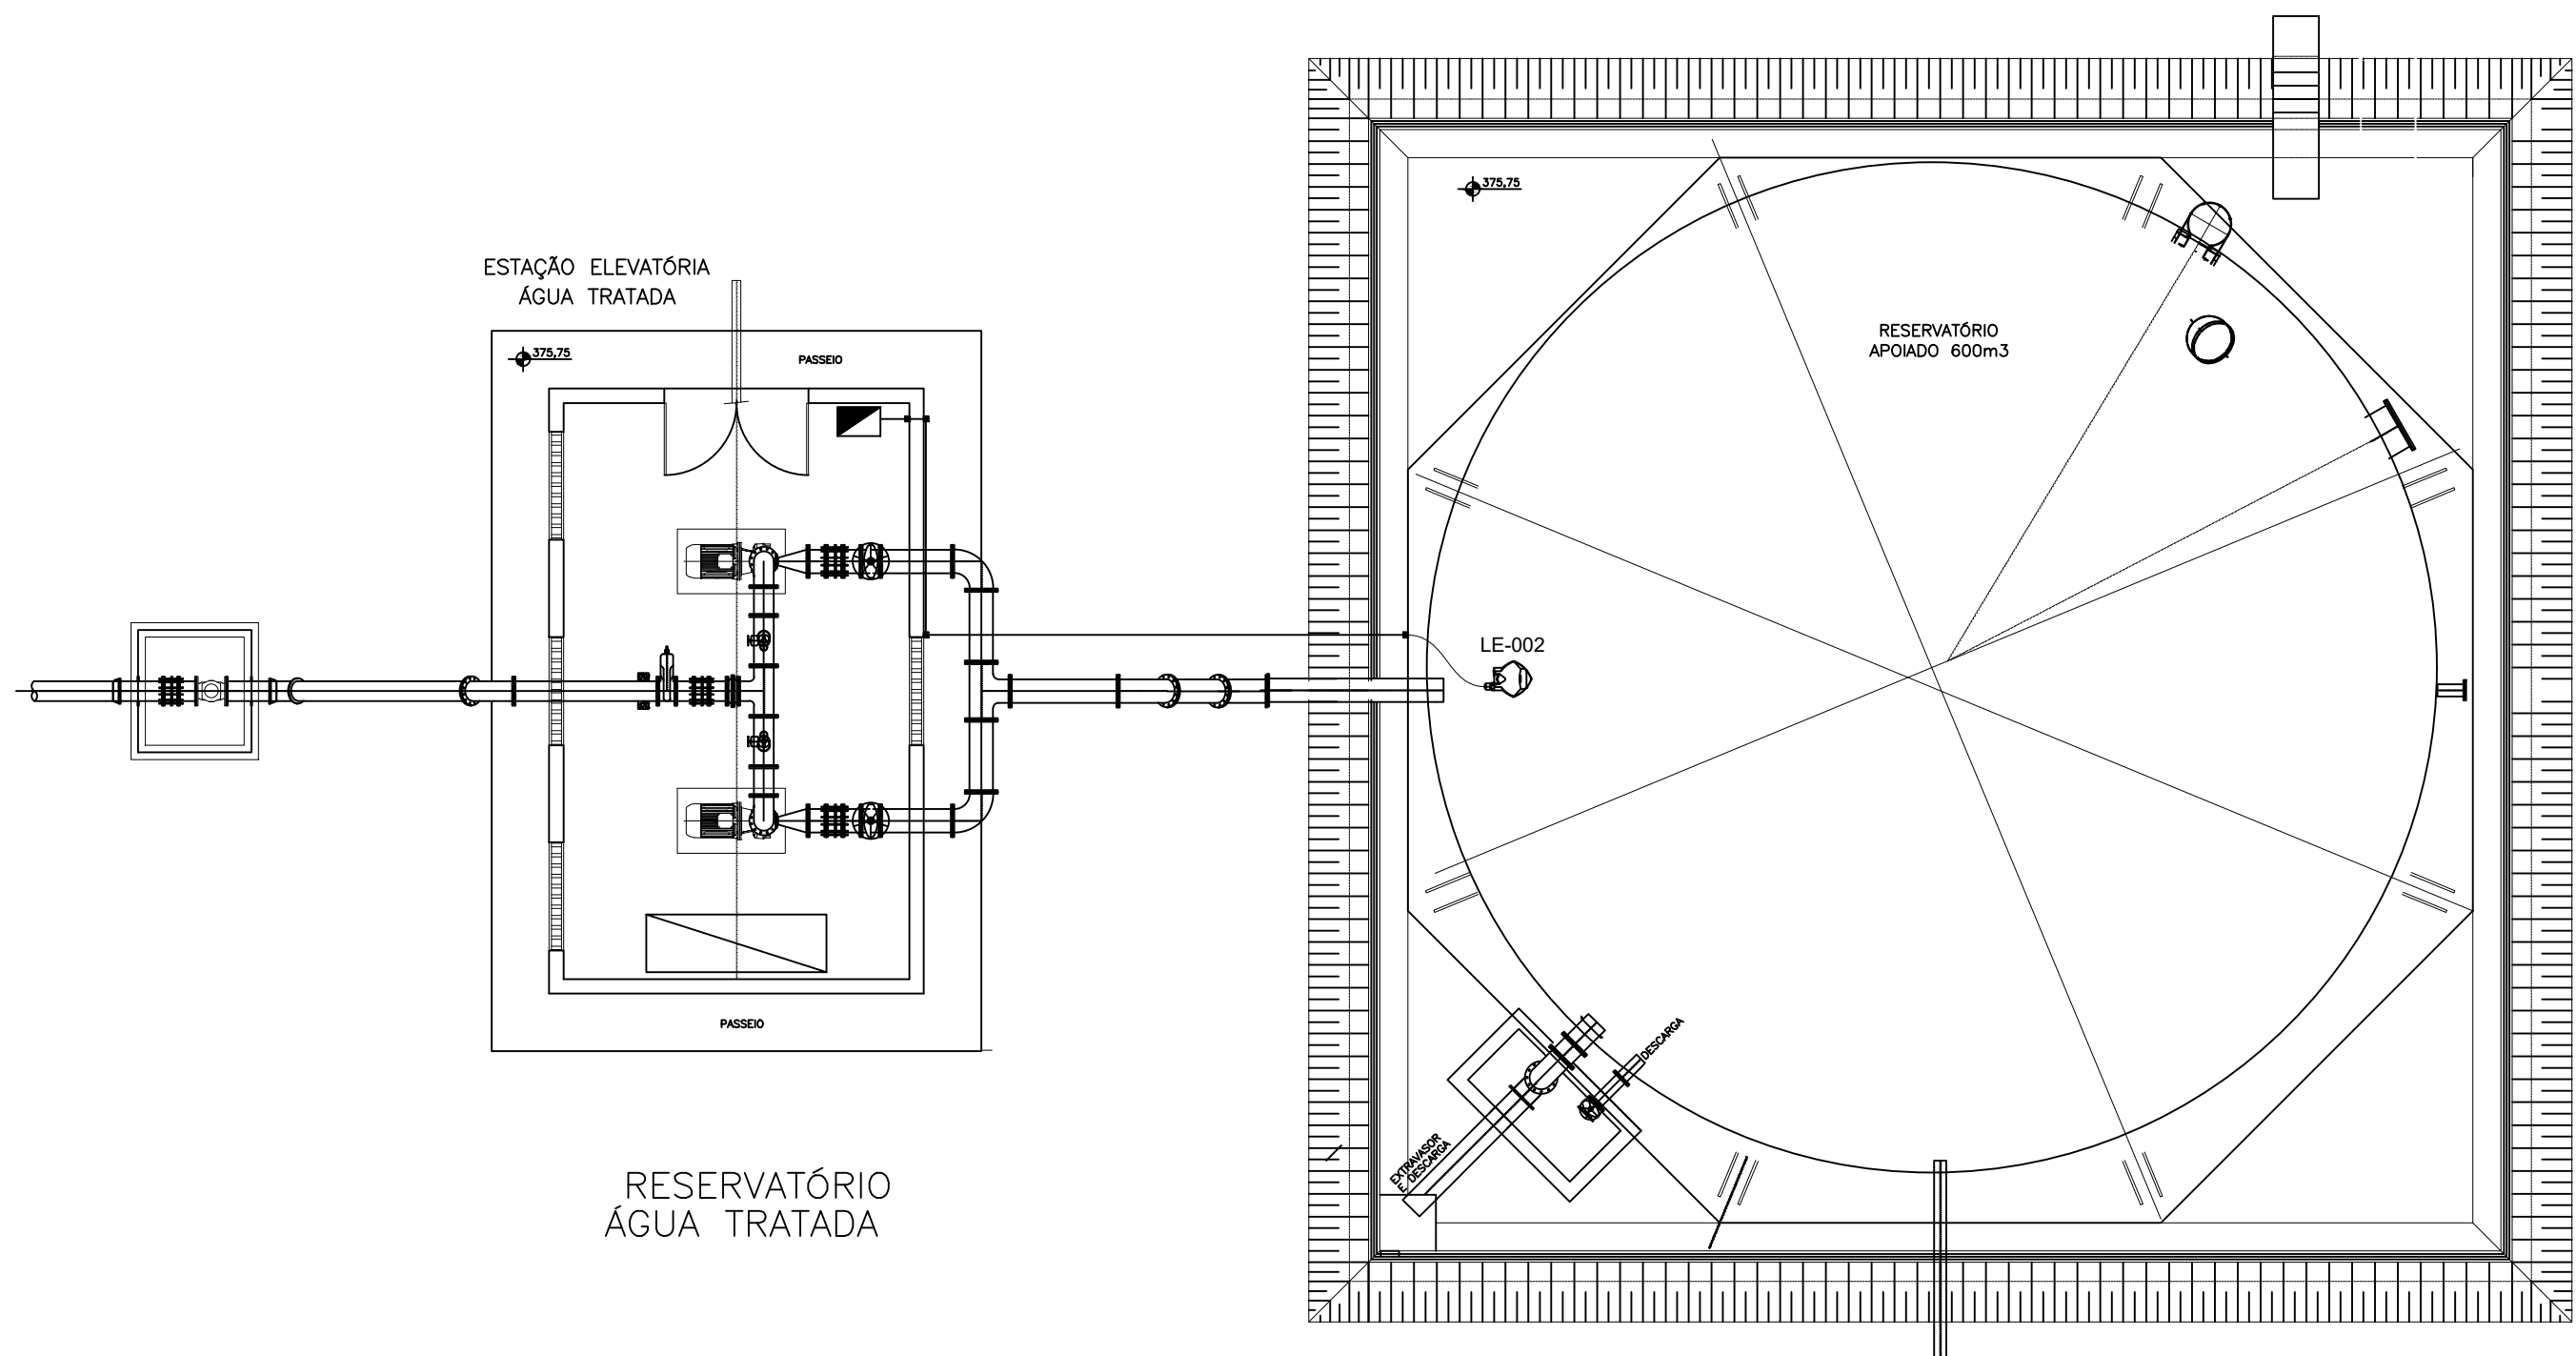 375,75
ESTAÇÃO ELEVATÓRIA
ÁGUA TRATADA
375,75
PASSEIO
RESERVATÓRIO
APOIADO 600m3
LE-002
PASSEIO
DESCARGA
EXTRAVASOR
E DESCARGA
RESERVATÓRIO
ÁGUA TRATADA